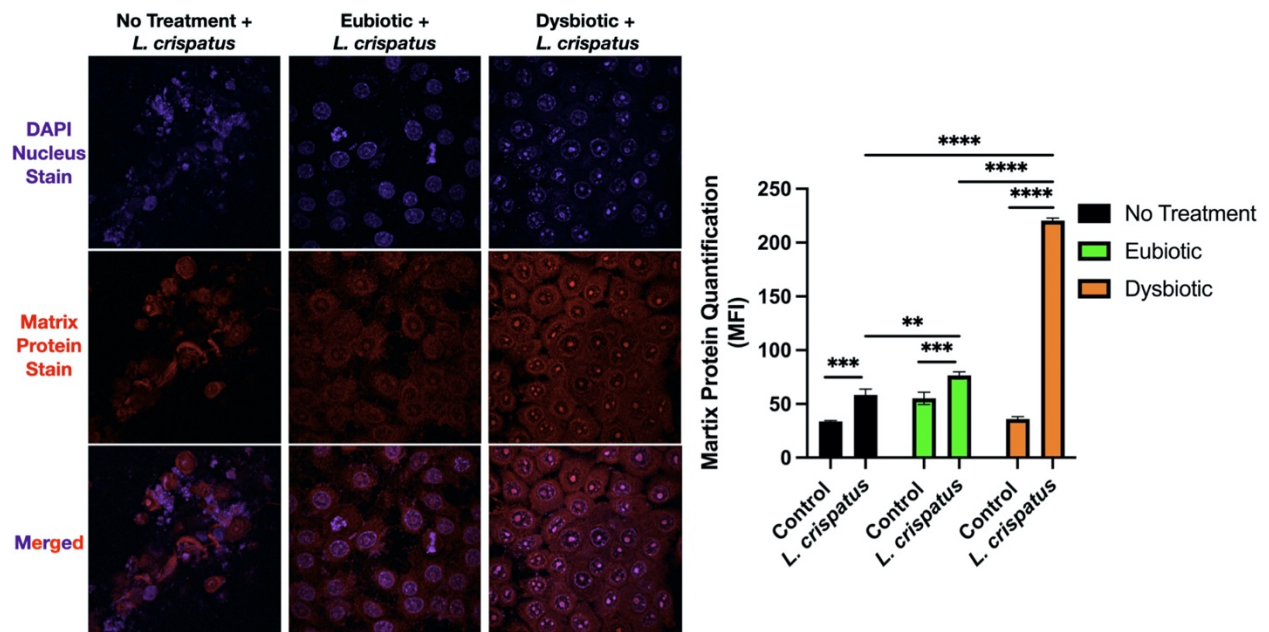 No Treatment +
L. crispatus
Eubiotic +
L. crispatus
Dysbiotic +
L. crispatus
DAPI
Nucleus
Stain
Matrix
Protein
Stain
Merged
Martix Protein Quantification
(MFI)
250
200
150
100
50
0
****
****
****
**
***
***
Control
L. crispatus
Control
L. crispatus
Control
L. crispatus
No Treatment
Eubiotic
Dysbiotic